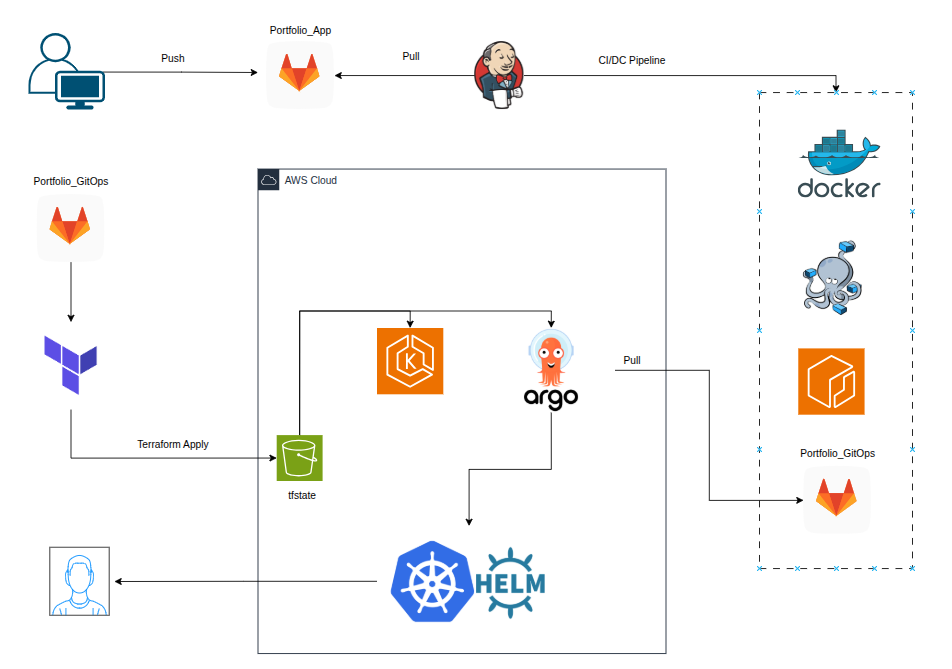 Portfolio_App
Push
Pull
CI/DC Pipeline
docker
Portfolio_GitOps
AWS Cloud
K
argo
Pull
Terraform Apply
Portfolio_GitOps
tfstate
HELM